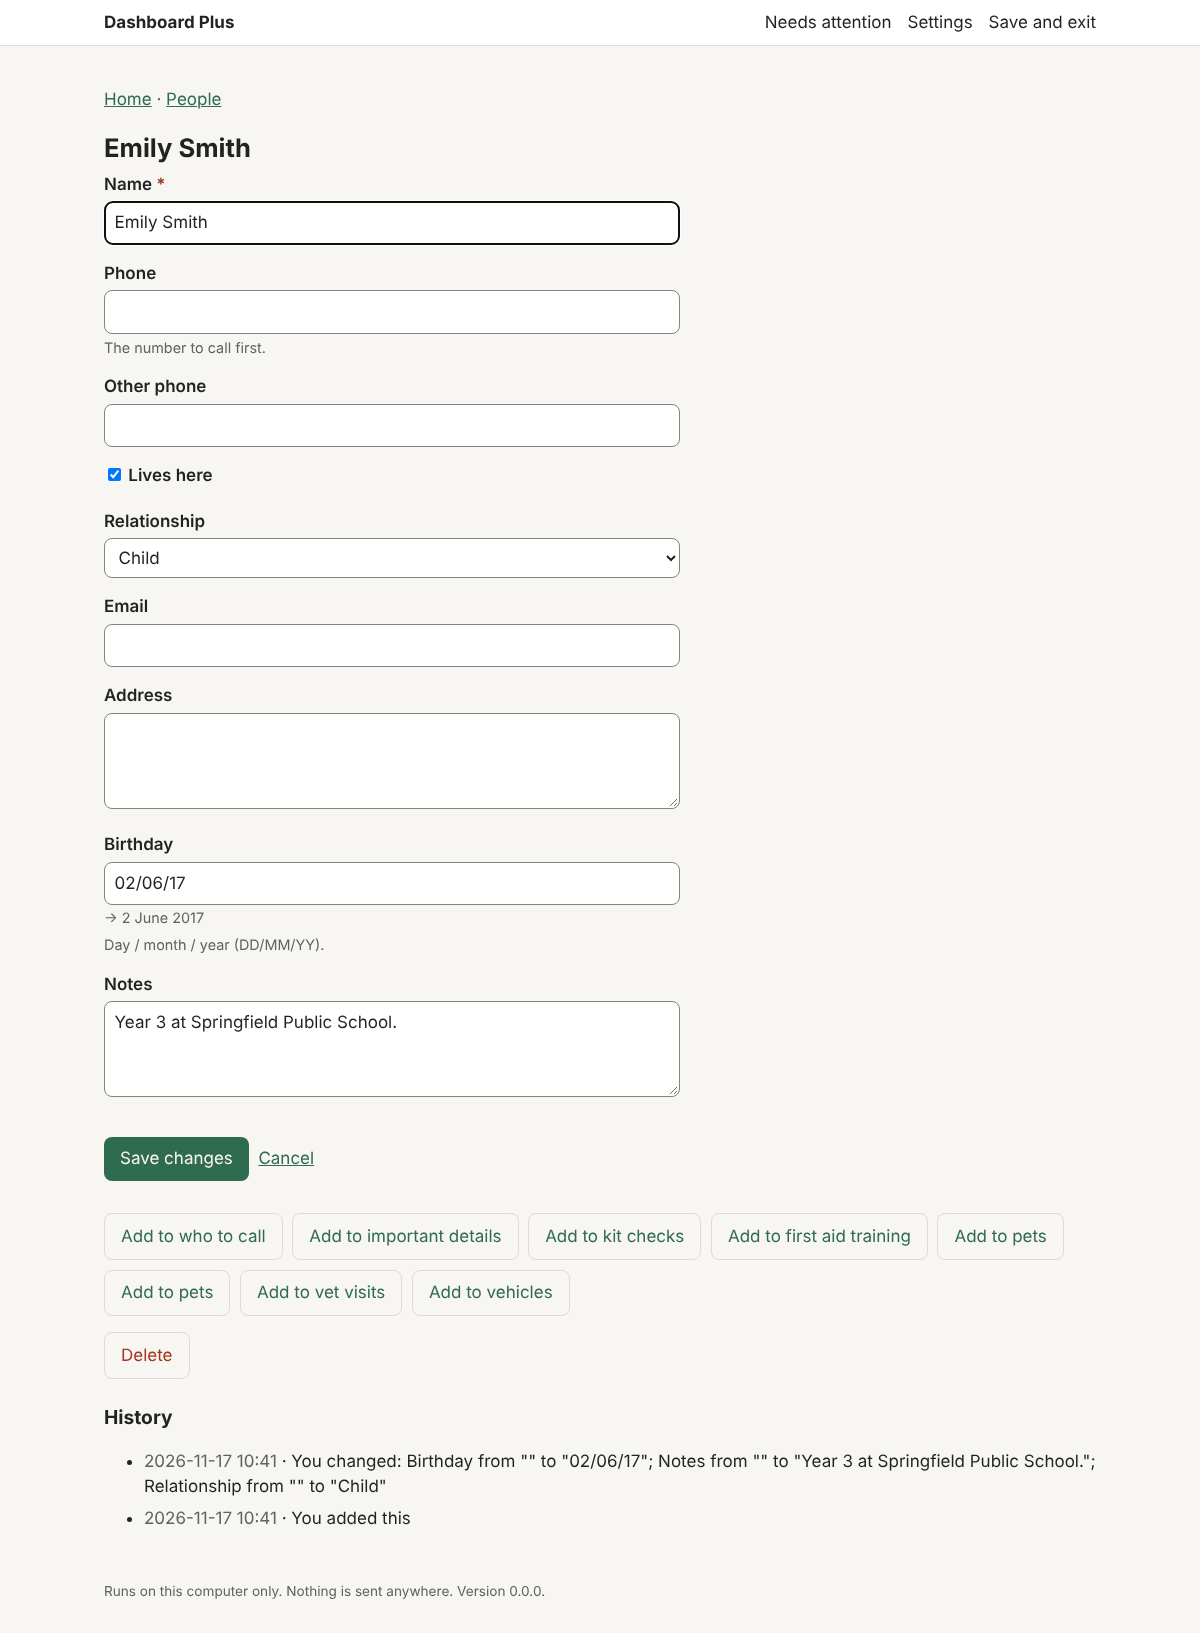 Dashboard Plus
Needs attention Settings Save and exit
Home · People
Emily Smith
Name *
Emily Smith
Phone
The number to call first.
Other phone
Lives here
Relationship
Child
Email
Address
Birthday
02/06/17
→ 2 June 2017
Day / month / year (DD/MM/YY).
Notes
Year 3 at Springfield Public School.
Save changes Cancel
Add to who to call Add to important details Add to kit checks Add to first aid training Add to pets
Add to pets Add to vet visits Add to vehicles
Delete
History
2026-11-17 10:41 · You changed: Birthday from "" to "02/06/17"; Notes from "" to "Year 3 at Springfield Public School.";
Relationship from "" to "Child"
2026-11-17 10:41 · You added this
Runs on this computer only. Nothing is sent anywhere. Version 0.0.0.